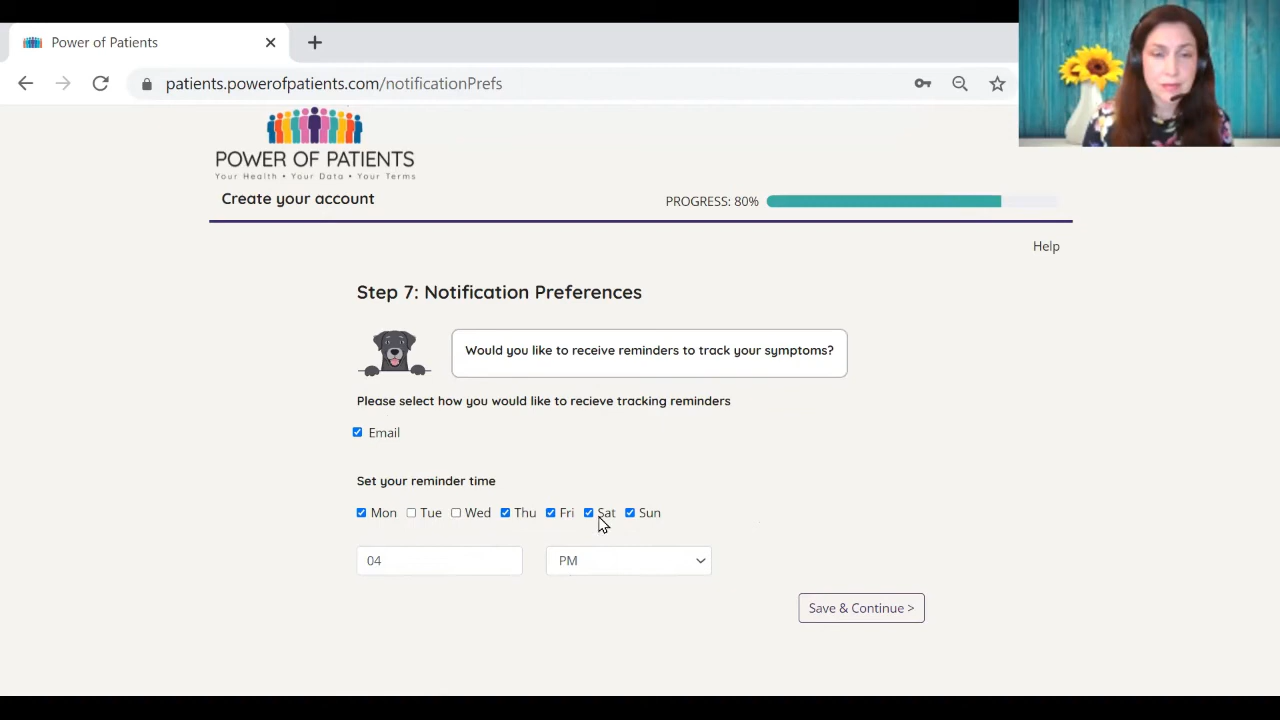 Power of Patients
patients.powerofpatients.com/notificationPrefs
POWER OF PATIENTS
Your Health • Your Data • Your Terms
Create your account
PROGRESS: 80%
Help
Step 7: Notification Preferences
Would you like to receive reminders to track your symptoms?
Please select how you would like to recieve tracking reminders
Email
Set your reminder time
Mon Tue Wed Thu Fri Sat Sun
04 PM
Save & Continue >